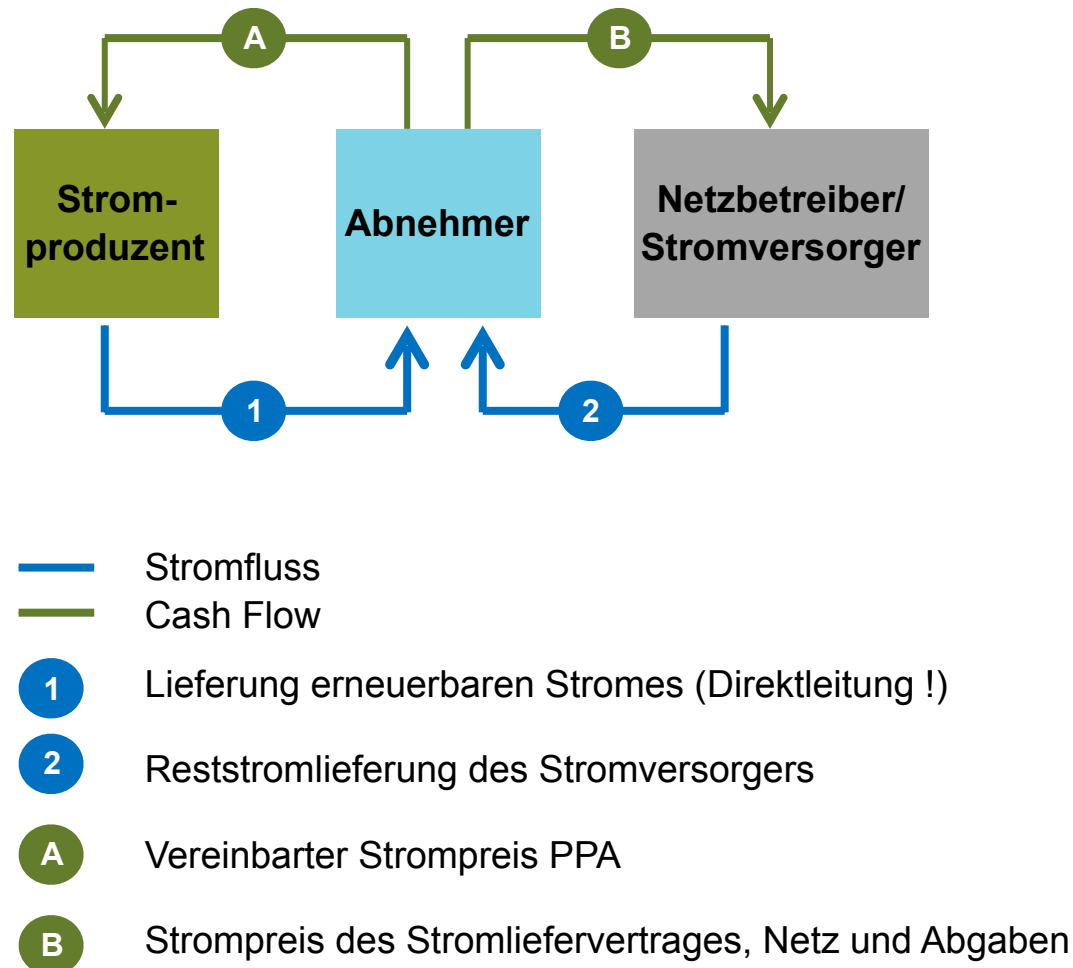 A
B
Strom-
produzent
Abnehmer
Netzbetreiber/
Stromversorger
1
2
Stromfluss
Cash Flow
1 Lieferung erneuerbaren Stromes (Direktleitung !)
2 Reststromlieferung des Stromversorgers
A Vereinbarter Strompreis PPA
B Strompreis des Stromliefervertrages, Netz und Abgaben